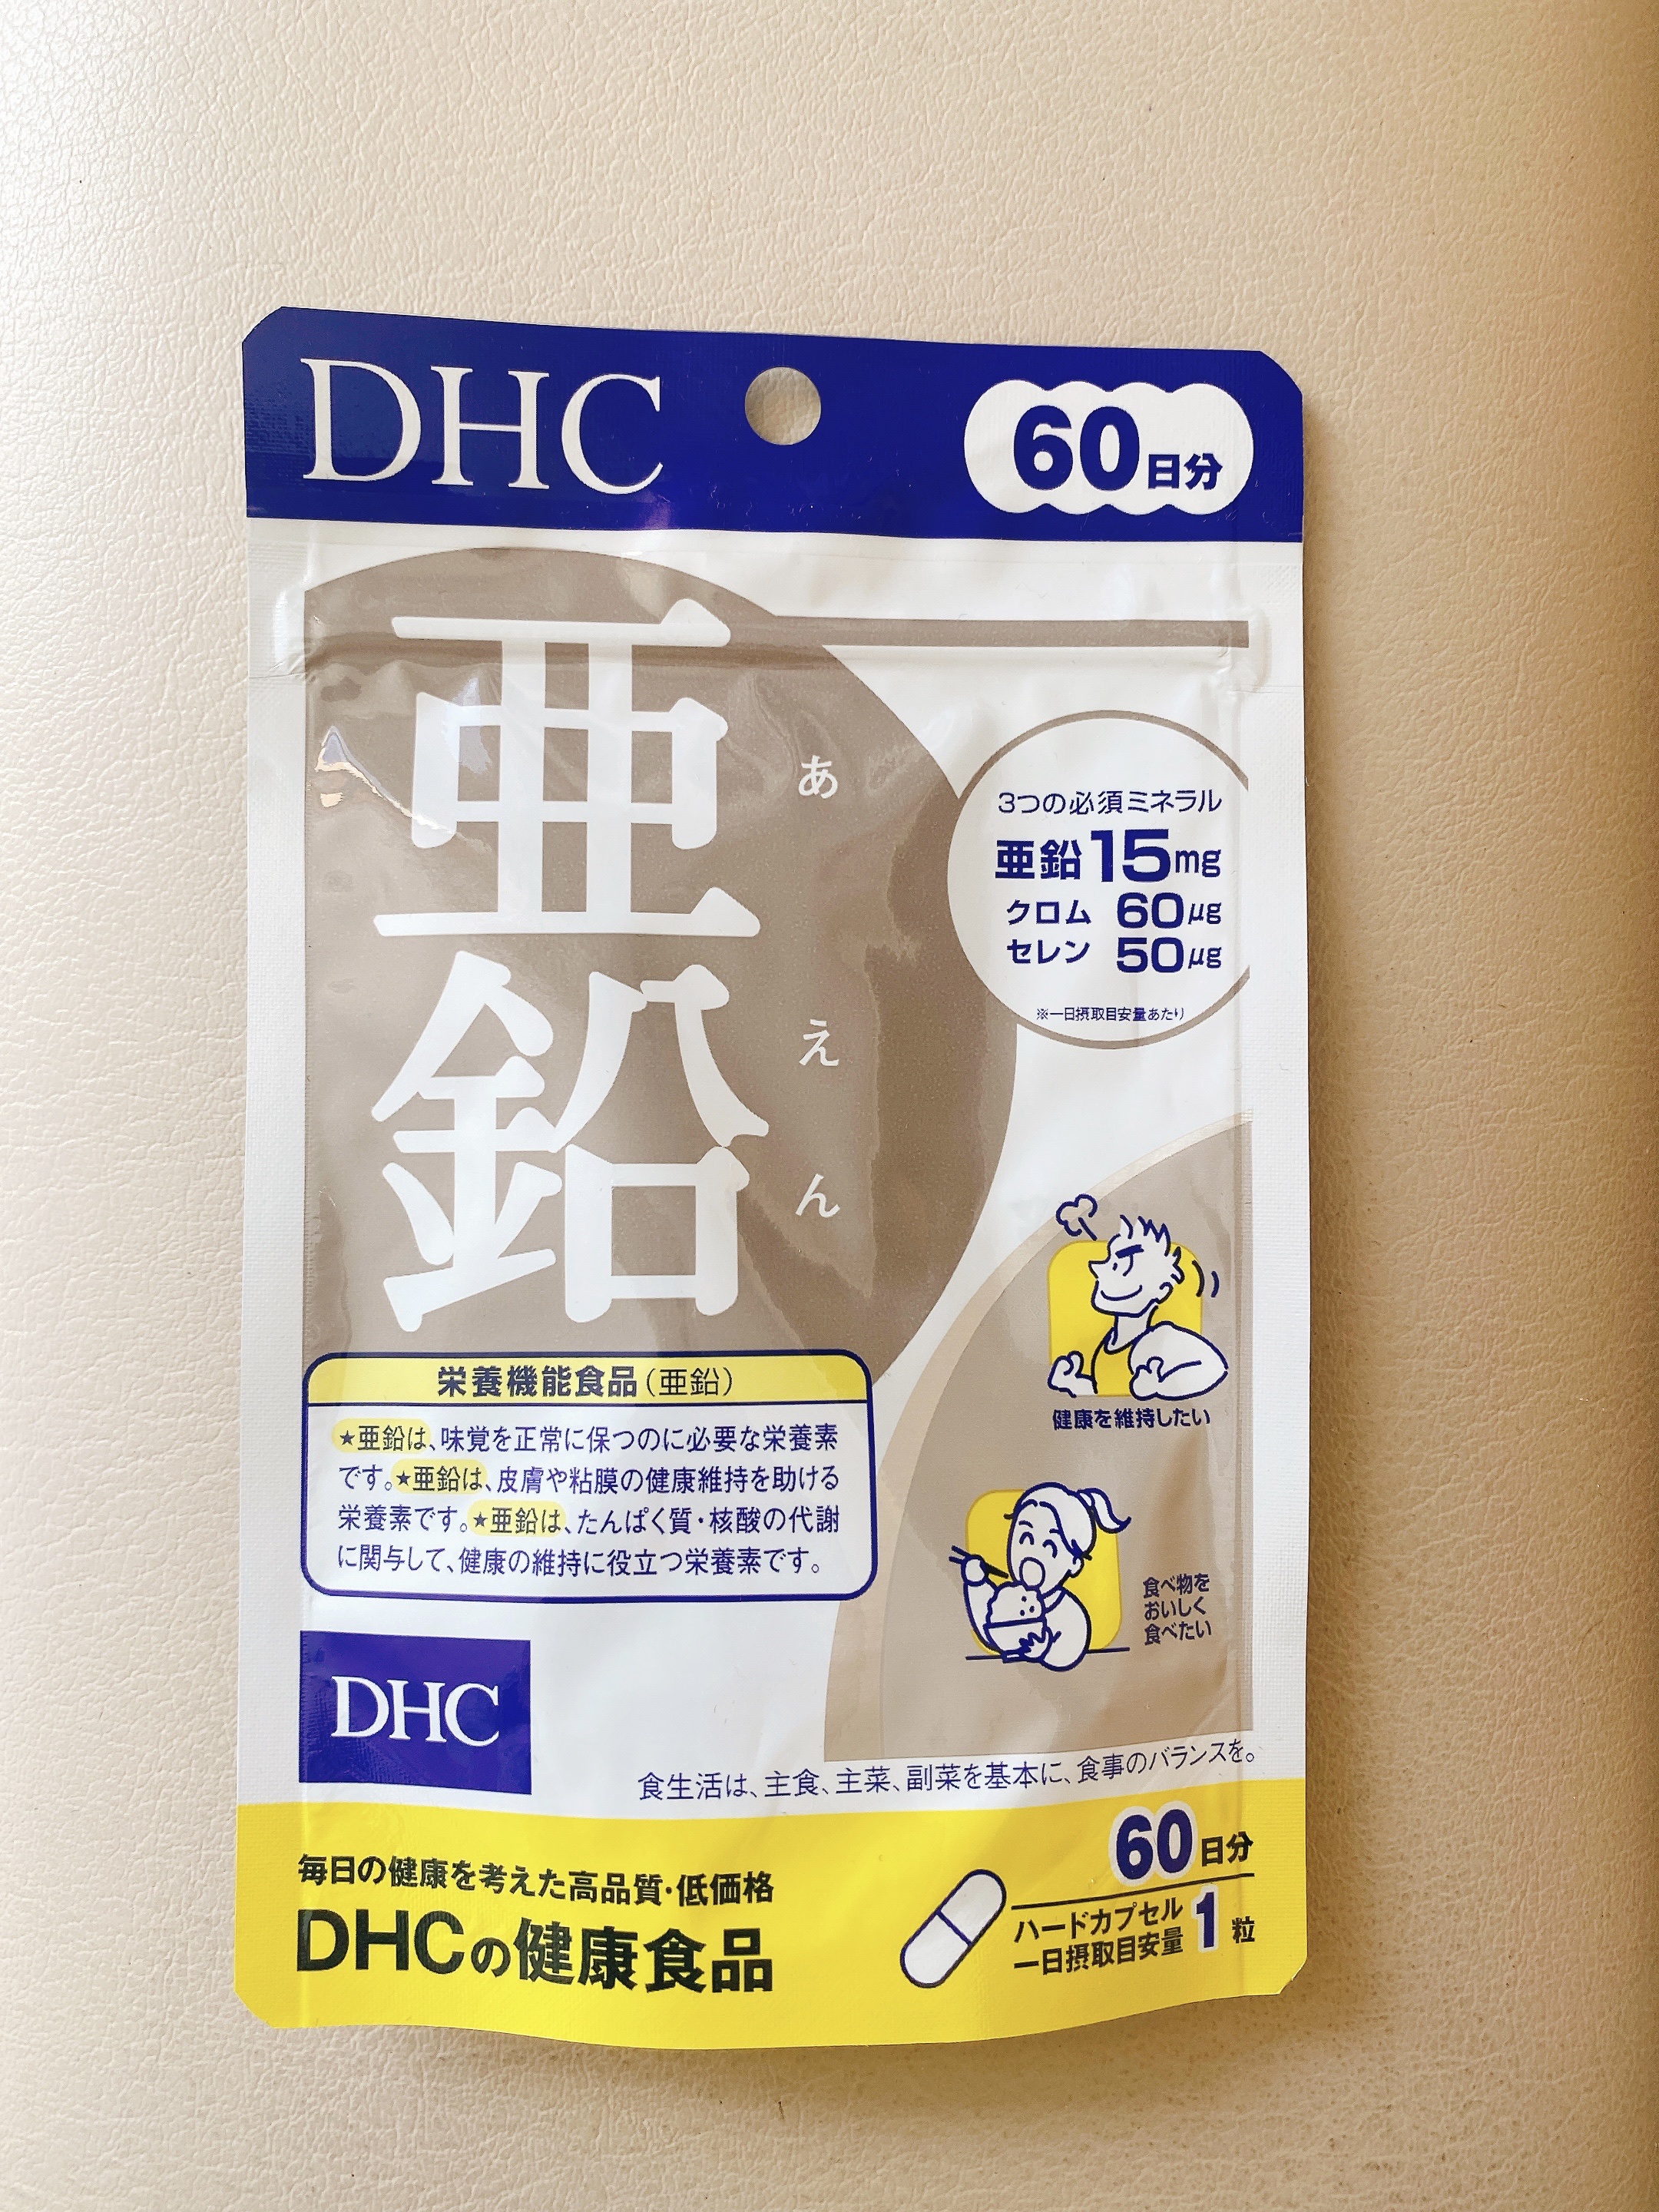 DHC
60日分
亜鉛
あえん
3つの必須ミネラル
亜鉛15mg
クロム 60μg
セレン 50μg
※一日摂取目安量あたり
健康を維持したい
栄養機能食品(亜鉛)
★亜鉛は、味覚を正常に保つのに必要な栄養素
です。★亜鉛は、皮膚や粘膜の健康維持を助ける
栄養素です。★亜鉛は、たんぱく質・核酸の代謝
に関与して、健康の維持に役立つ栄養素です。
食べ物を
おいしく
食べたい
DHC
食生活は、主食、主菜、副菜を基本に、食事のバランスを。
毎日の健康を考えた高品質・低価格
DHCの健康食品
60日分
ハードカプセル
一日摂取目安量 1粒